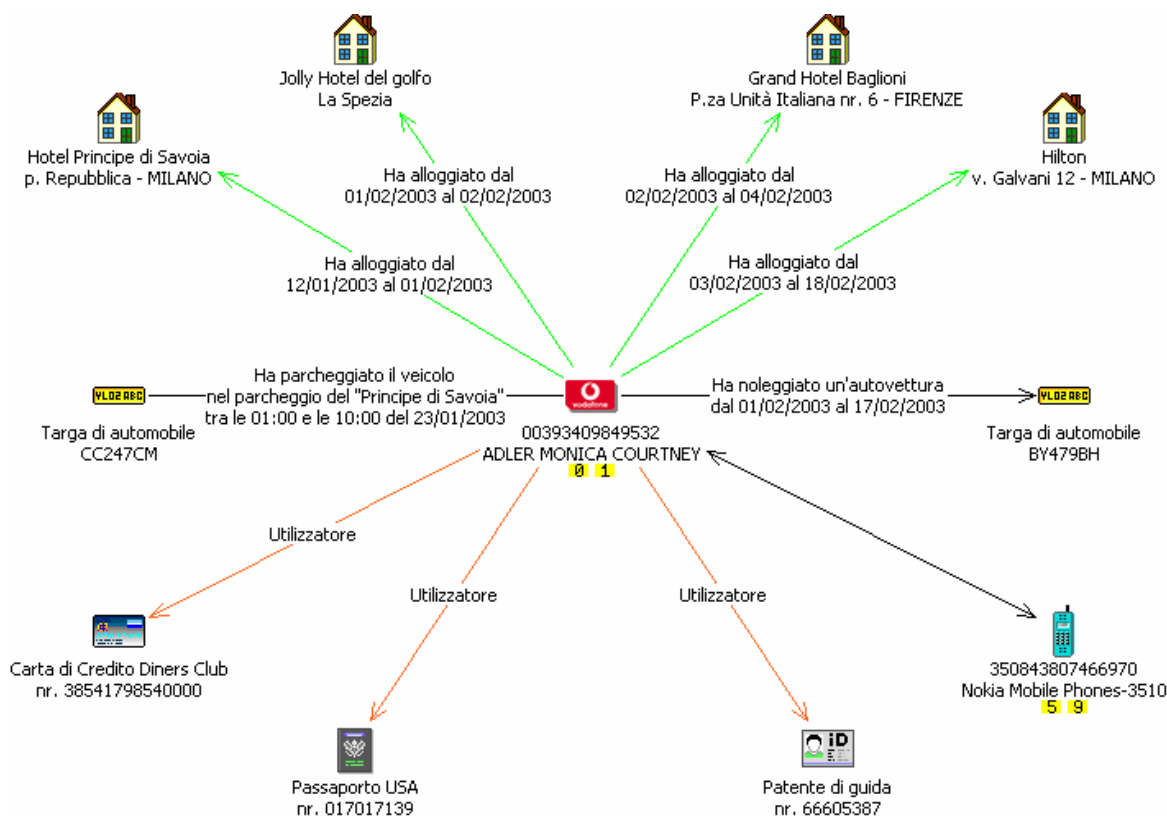 Jolly Hotel del golfo
La Spezia
Grand Hotel Baglioni
P.za Unità Italiana nr. 6 - FIRENZE
Hotel Principe di Savoia
p. Repubblica - MILANO
Hilton
v. Galvani 12 - MILANO
Ha alloggiato dal
01/02/2003 al 02/02/2003
Ha alloggiato dal
02/02/2003 al 04/02/2003
Ha alloggiato dal
12/01/2003 al 01/02/2003
Ha alloggiato dal
03/02/2003 al 18/02/2003
YL02 ABC
Targa di automobile
CC247CM
Ha parcheggiato il veicolo
nel parcheggio del "Principe di Savoia"
tra le 01:00 e le 10:00 del 23/01/2003
vodafone
00393409849532
ADLER MONICA COURTNEY
0 1
Ha noleggiato un'autovettura
dal 01/02/2003 al 17/02/2003
YL02 ABC
Targa di automobile
BY479BH
Utilizzatore
Utilizzatore
Utilizzatore
Carta di Credito Diners Club
nr. 38541798540000
350843807466970
Nokia Mobile Phones-3510
5 9
Passaporto USA
nr. 017017139
iD
Patente di guida
nr. 66605387